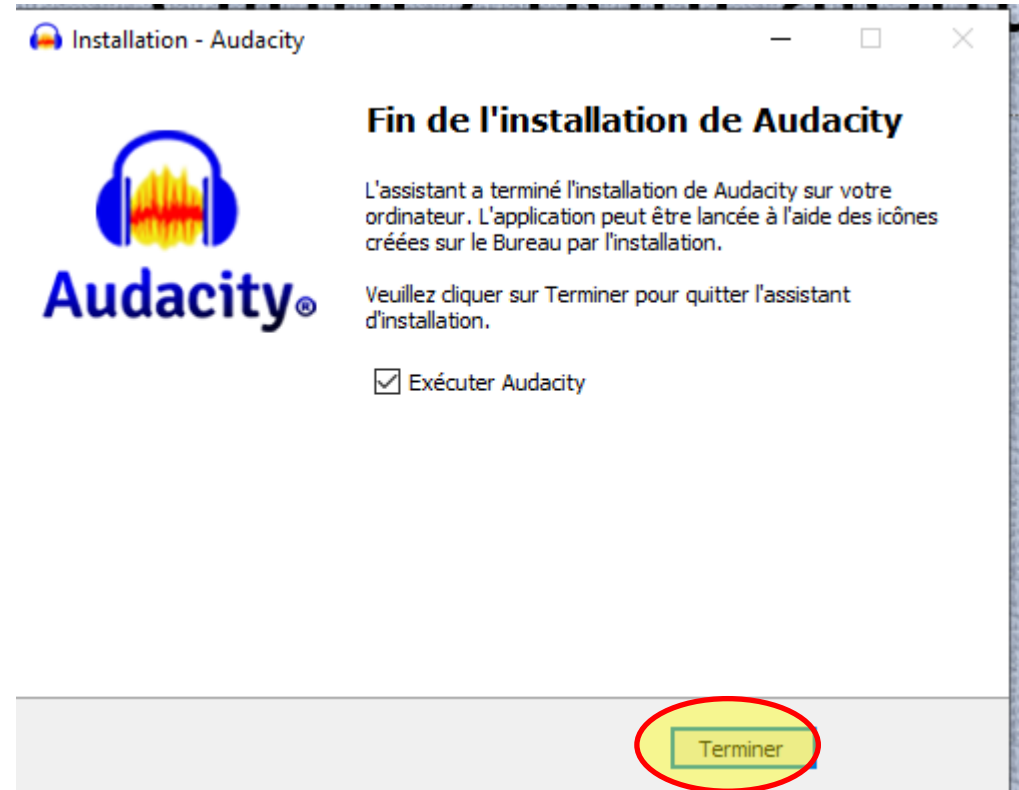 Installation - Audacity
Fin de l'installation de Audacity
L'assistant a terminé l'installation de Audacity sur votre
ordinateur. L'application peut être lancée à l'aide des icônes
créées sur le Bureau par l'installation.
Audacity®
Veuillez cliquer sur Terminer pour quitter l'assistant
d'installation.
Exécuter Audacity
Terminer